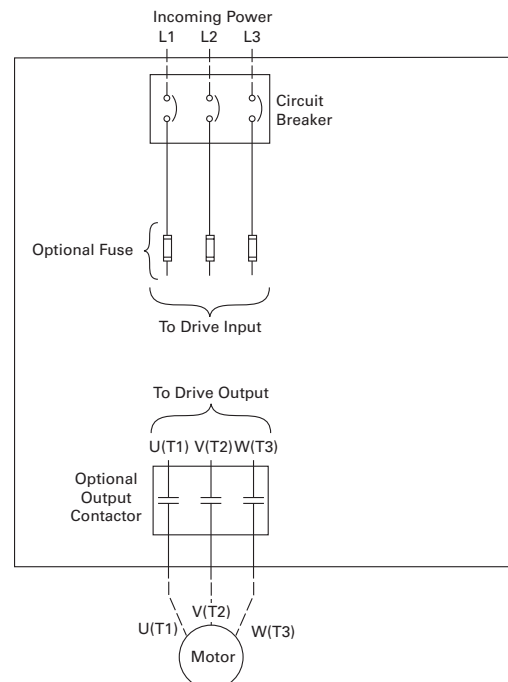 Incoming Power
L1 L2 L3
Circuit
Breaker
Optional Fuse
To Drive Input
To Drive Output
U(T1) V(T2) W(T3)
Optional
Output
Contactor
V(T2)
U(T1) W(T3)
Motor